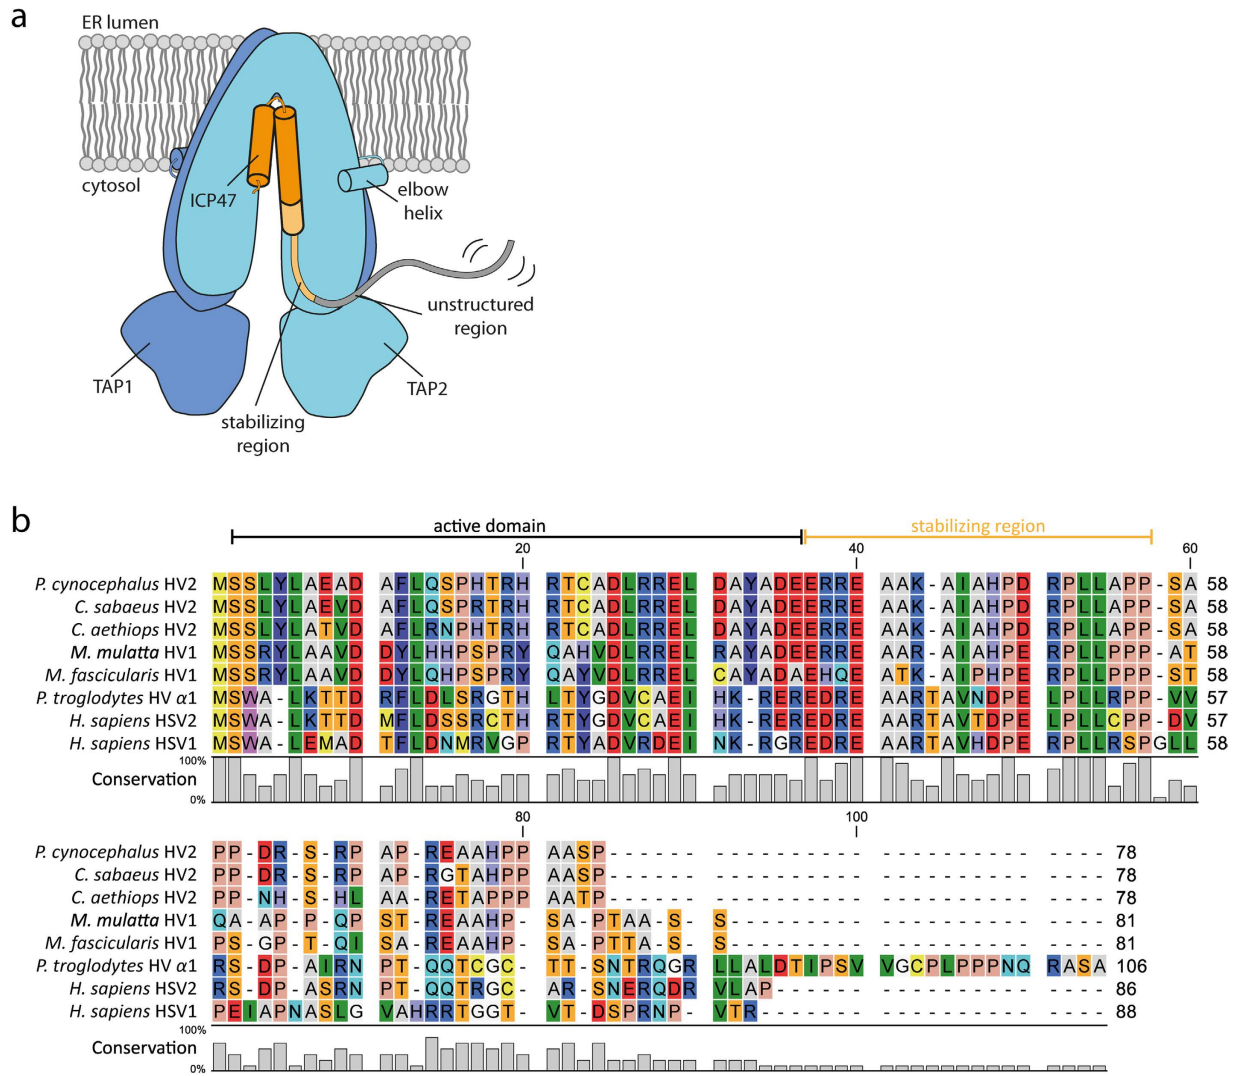 a
ER lumen
cytosol
ICP47
elbow
helix
unstructured
region
TAP1
TAP2
stabilizing
region
b
active domain
stabilizing region
20
40
60
P. cynocephalus HV2 MSSLYLAEAD AFLQSPHTRH RTCADLRREL DAYADEERRE AAK-AIAHPD RPLLAPP-SA 58
C. sabaeus HV2 MSSLYLAEVD AFLQSPRTRH RTCADLRREL DAYADEERRE AAK-AIAHPD RPLLAPP-SA 58
C. aethiops HV2 MSSLYLATVD AFLRNPHTRH RTCADLRREL DAYADEERRE AAK-AIAHPD RPLLAPP-SA 58
M. mulatta HV1 MSSRYLAAVD DYLHHPSPRY QAHVDLRREL RAYADEERRE AAR-AIAHPE RPLLPPP-AT 58
M. fascicularis HV1 MSSRYLAAVD DYLQHPSPRY QAYVDLRREL CAYADAEHQE ATK-AIPHPE RPLLPPP-ST 58
P. troglodytes HV α1 MSWA-LKTTD RFLDLSRGTH LTYGDVCAEI HK-REREDRE AARTAVNDPE LPLLRPP-VV 57
H. sapiens HSV2 MSWA-LKTTD MFLDSSRCTH RTYGDVCAEI HK-REREDRE AARTAVTDPE LPLLCPP-DV 57
H. sapiens HSV1 MSWA-LEMAD TFLDNMRVGP RTYADVRDEI NK-RGREDRE AARTAVHDPE RPLLRSPGLL 58
100%
Conservation
0%
80
100
P. cynocephalus HV2 PP-DR-S-RP AP-REAAHPP AASP------ ---------- ---------- ---- 78
C. sabaeus HV2 PP-DR-S-RP AP-RGTAHPP AASP------ ---------- ---------- ---- 78
C. aethiops HV2 PP-NH-S-HL AA-RETAPPP AATP------ ---------- ---------- ---- 78
M. mulatta HV1 QA-AP-P-QP ST-REAAHP- SA-PTAA-S- S--------- ---------- ---- 81
M. fascicularis HV1 PS-GP-T-QI SA-REAAHP- SA-PTTA-S- S--------- ---------- ---- 81
P. troglodytes HV α1 RS-DP-AIRN PT-QQTCGC- TT-SNTRQGR LLALDTIPSV VGCPLPPPNQ RASA 106
H. sapiens HSV2 RS-DP-ASRN PT-QQTRGC- AR-SNERQDR VLAP------ ---------- ---- 86
H. sapiens HSV1 PEIAPNASLG VAHRRTGGT- VT-DSPRNP- VTR------- ---------- ---- 88
100%
Conservation
0%